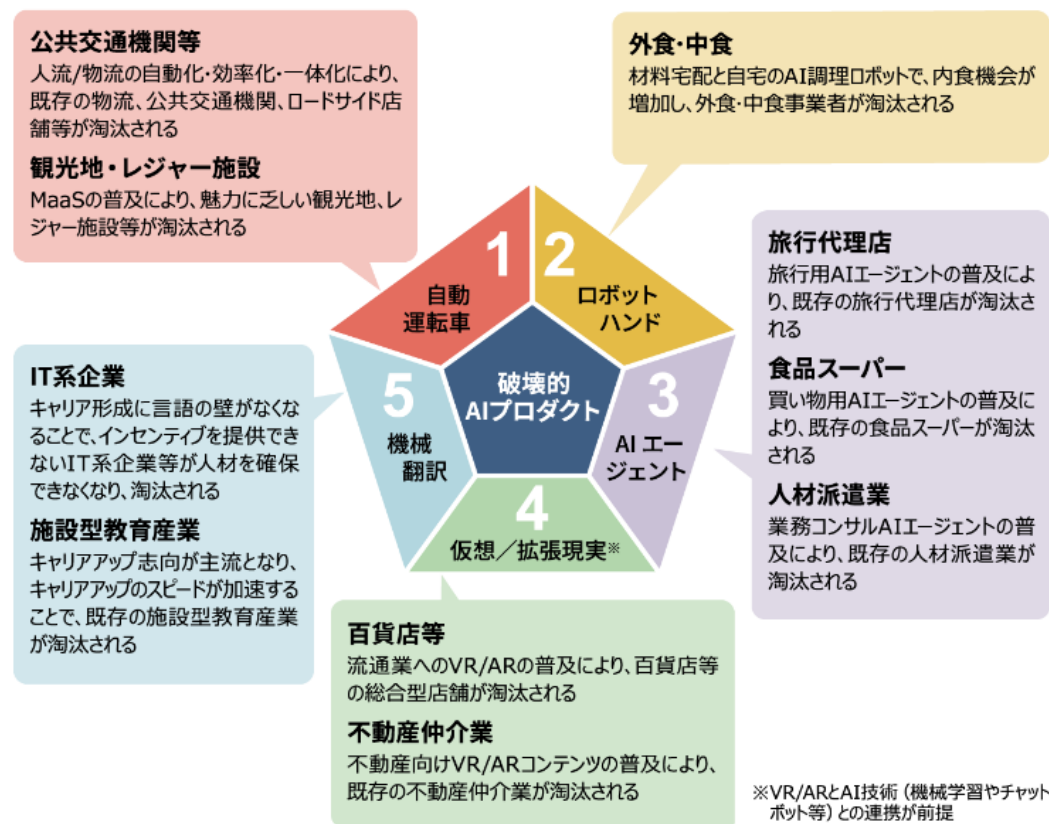 公共交通機関等
人流/物流の自動化・効率化・一体化により、
既存の物流、公共交通機関、ロードサイド店
舗等が淘汰される
観光地・レジャー施設
MaaSの普及により、魅力に乏しい観光地、レ
ジャー施設等が淘汰される
外食・中食
材料宅配と自宅のAI調理ロボットで、内食機会が
増加し、外食・中食事業者が淘汰される
1
自動
運転車
2
ロボット
ハンド
破壊的
AIプロダクト
3
AI エー
ジェント
4
仮想／拡張現実※
5
機械
翻訳
旅行代理店
旅行用AIエージェントの普及によ
り、既存の旅行代理店が淘汰さ
れる
食品スーパー
買い物用AIエージェントの普及に
より、既存の食品スーパーが淘汰
される
人材派遣業
業務コンサルAIエージェントの普
及により、既存の人材派遣業が
淘汰される
IT系企業
キャリア形成に言語の壁がなくな
ることで、インセンティブを提供でき
ないIT系企業等が人材を確保
できなくなり、淘汰される
施設型教育産業
キャリアアップ志向が主流となり、
キャリアアップのスピードが加速する
ことで、既存の施設型教育産業
が淘汰される
百貨店等
流通業へのVR/ARの普及により、百貨店等
の総合型店舗が淘汰される
不動産仲介業
不動産向けVR/ARコンテンツの普及により、
既存の不動産仲介業が淘汰される
※VR/ARとAI技術（機械学習やチャット
ボット等）との連携が前提